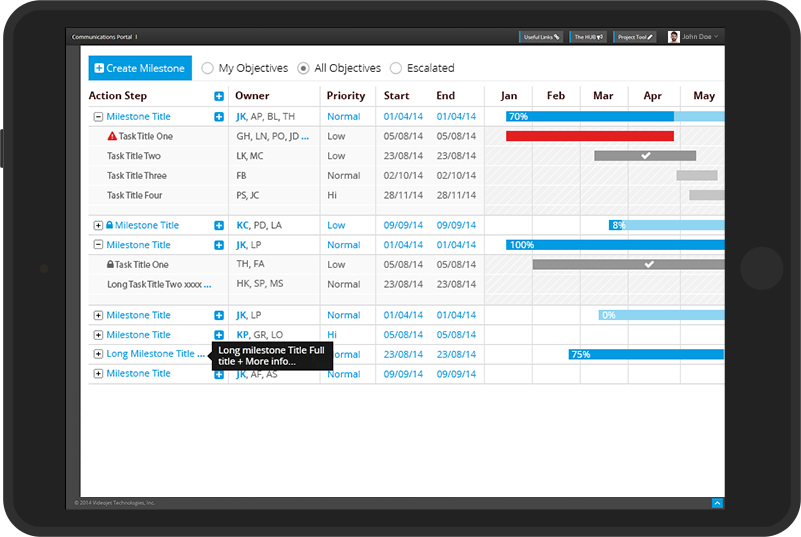 Communications Portal
Useful Links The HUB Project Tool John Doe
Create Milestone My Objectives All Objectives Escalated
Action Step Owner Priority Start End Jan Feb Mar Apr May
Milestone Title JK, AP, BL, TH Normal 01/04/14 01/04/14 70%
Task Title One GH, LN, PO, JD ... Low 05/08/14 05/08/14
Task Title Two LK, MC Low 23/08/14 23/08/14
Task Title Three FB Normal 02/10/14 02/10/14
Task Title Four PS, JC Hi 28/11/14 28/11/14
Milestone Title KC, PD, LA Low 09/09/14 09/09/14 8%
Milestone Title JK, LP Normal 01/04/14 01/04/14 100%
Task Title One TH, FA Low 05/08/14 05/08/14
Long Task Title Two xxxx ... HK, SP, MS Normal 23/08/14 23/08/14
Milestone Title JK, LP Normal 01/04/14 01/04/14 0%
Milestone Title KP, GR, LO Hi 05/08/14 05/08/14
Long Milestone Title ... Long milestone Title Full ormal 23/08/14 23/08/14 75%
title + More info...
Milestone Title JK, AF, AS Normal 09/09/14 09/09/14
© 2014 Videojet Technologies, Inc.